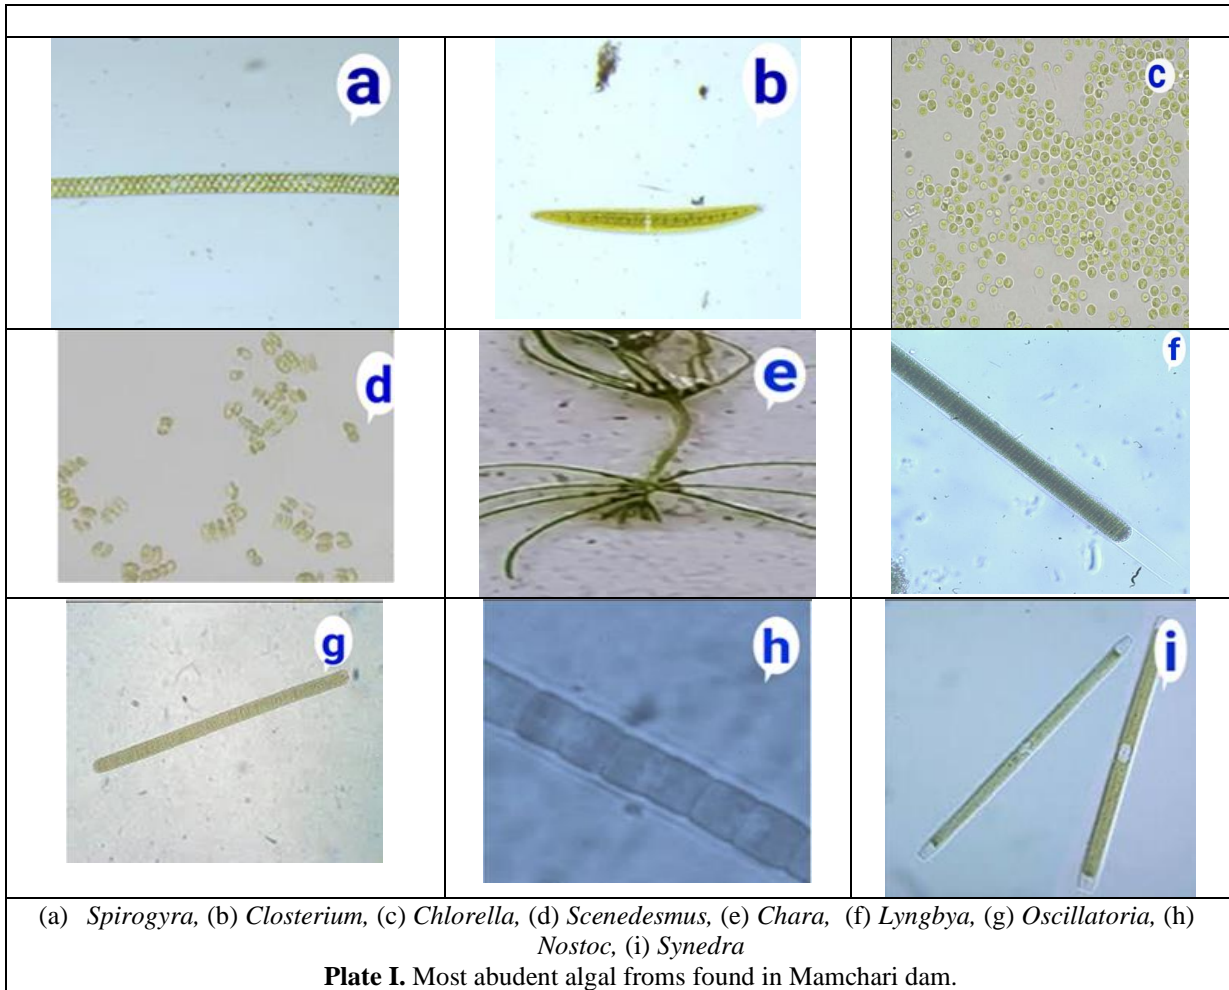 a
b
c
d
e
f
g
h
i
(a) Spirogyra, (b) Closterium, (c) Chlorella, (d) Scenedesmus, (e) Chara, (f) Lyngbya, (g) Oscillatoria, (h)
Nostoc, (i) Synedra
Plate I. Most abudent algal froms found in Mamchari dam.